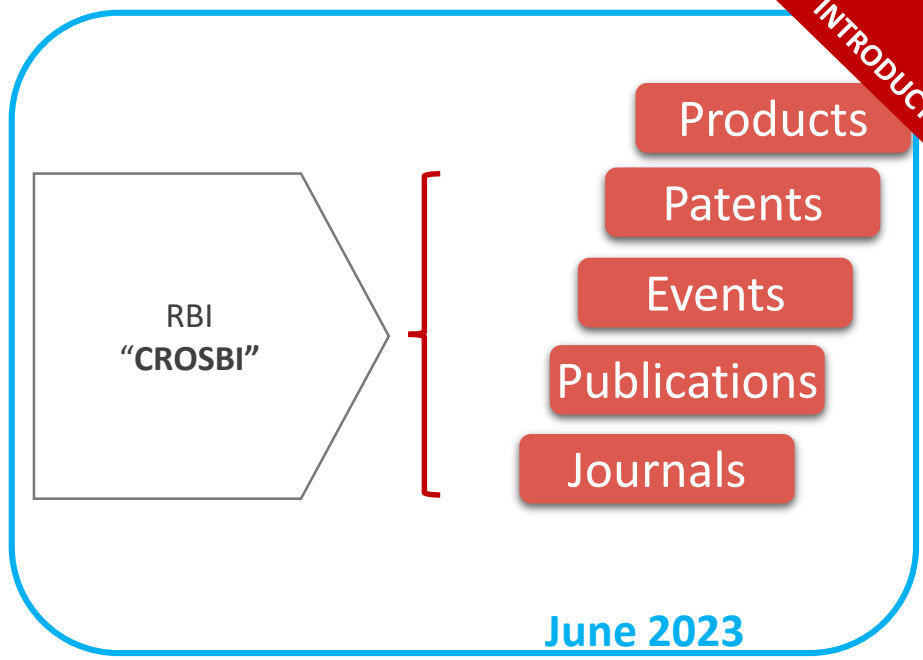 Products
Patents
RBI
“CROSBI”
Events
Publications
Journals
June 2023